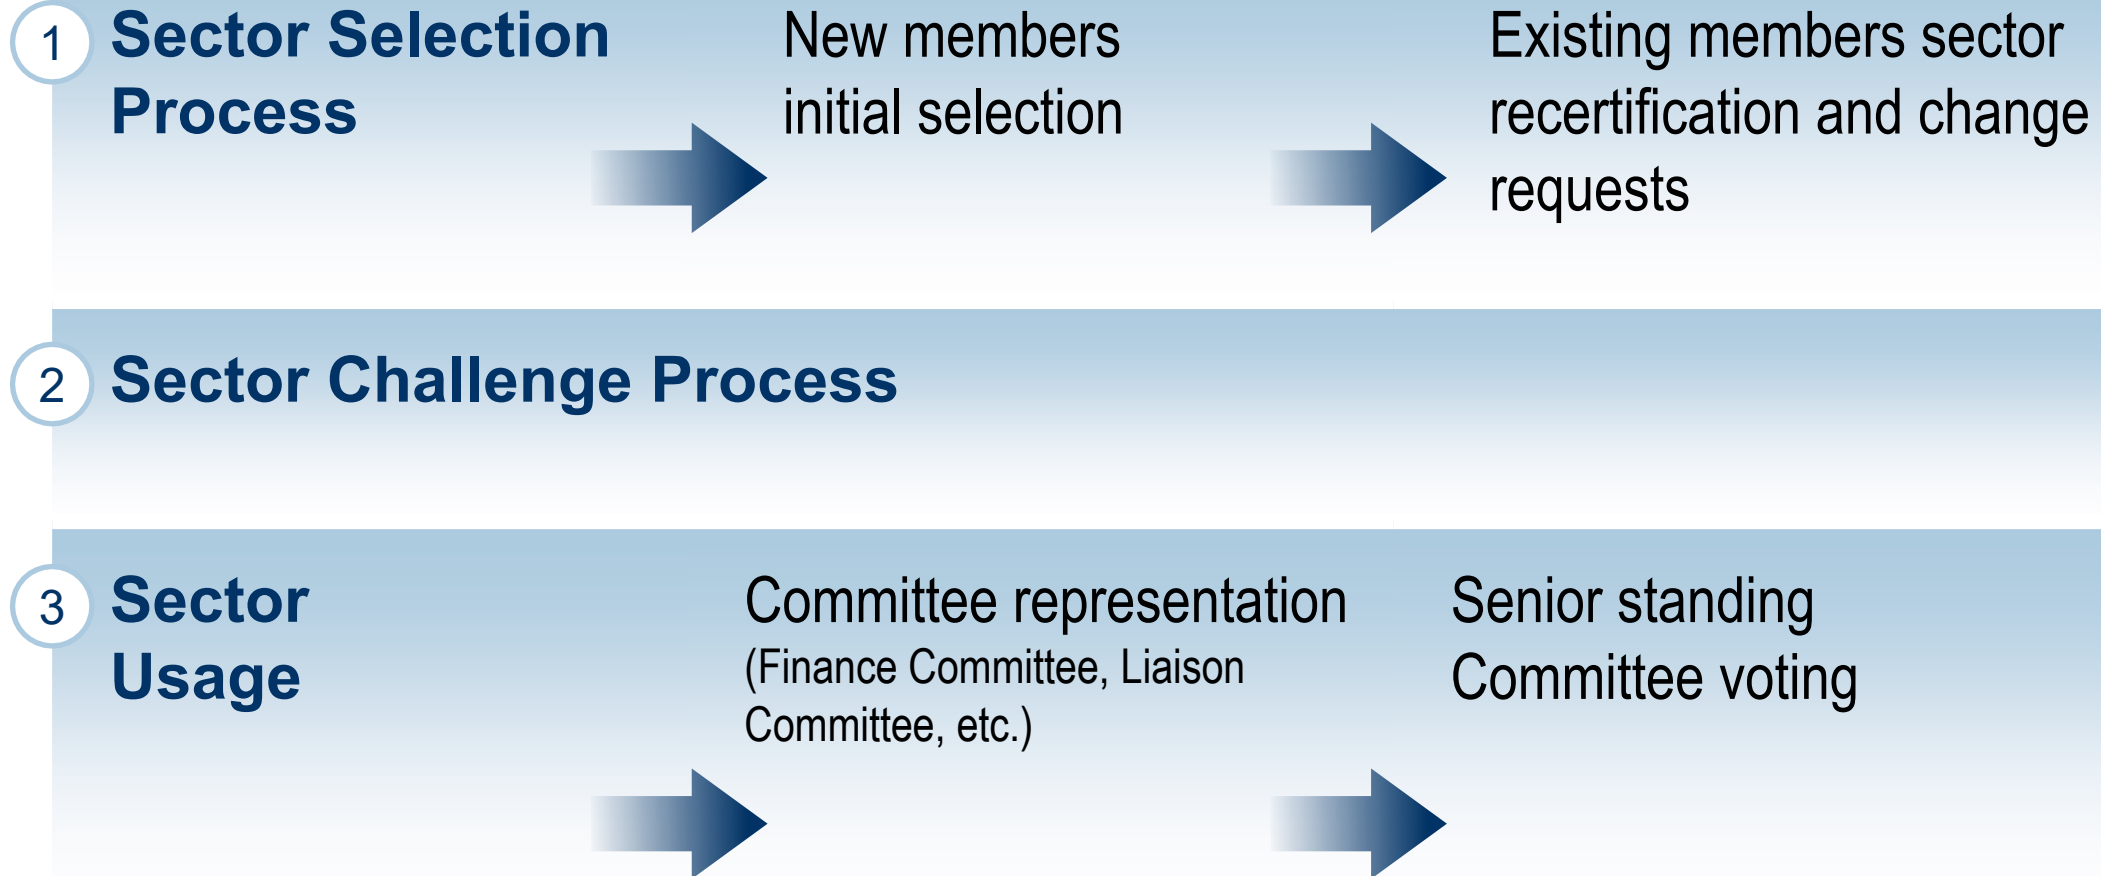 1
Sector Selection
Process
New members
initial selection
Existing members sector
recertification and change
requests
2
Sector Challenge Process
3
Sector
Usage
Committee representation
(Finance Committee, Liaison
Committee, etc.)
Senior standing
Committee voting